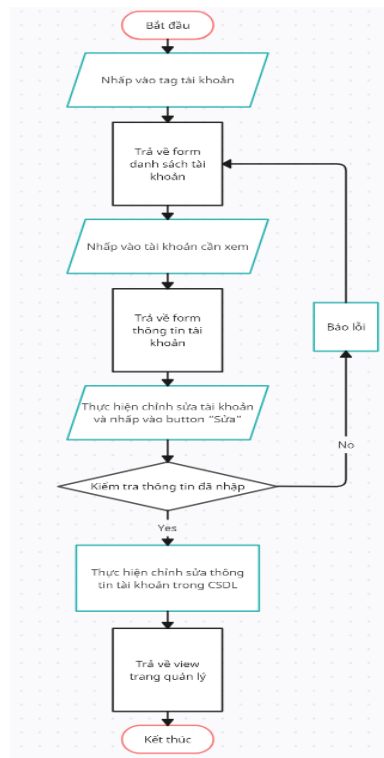 Bắt đầu
Nhấp vào tag tài khoản
Trả về form
danh sách tài
khoản
Nhấp vào tài khoản cần xem
Trả về form
thông tin tài
khoản
Báo lỗi
Thực hiện chỉnh sửa tài khoản
và nhấp vào button “Sửa”
No
Kiểm tra thông tin đã nhập
Yes
Thực hiện chỉnh sửa thông
tin tài khoản trong CSDL
Trả về view
trang quản lý
Kết thúc